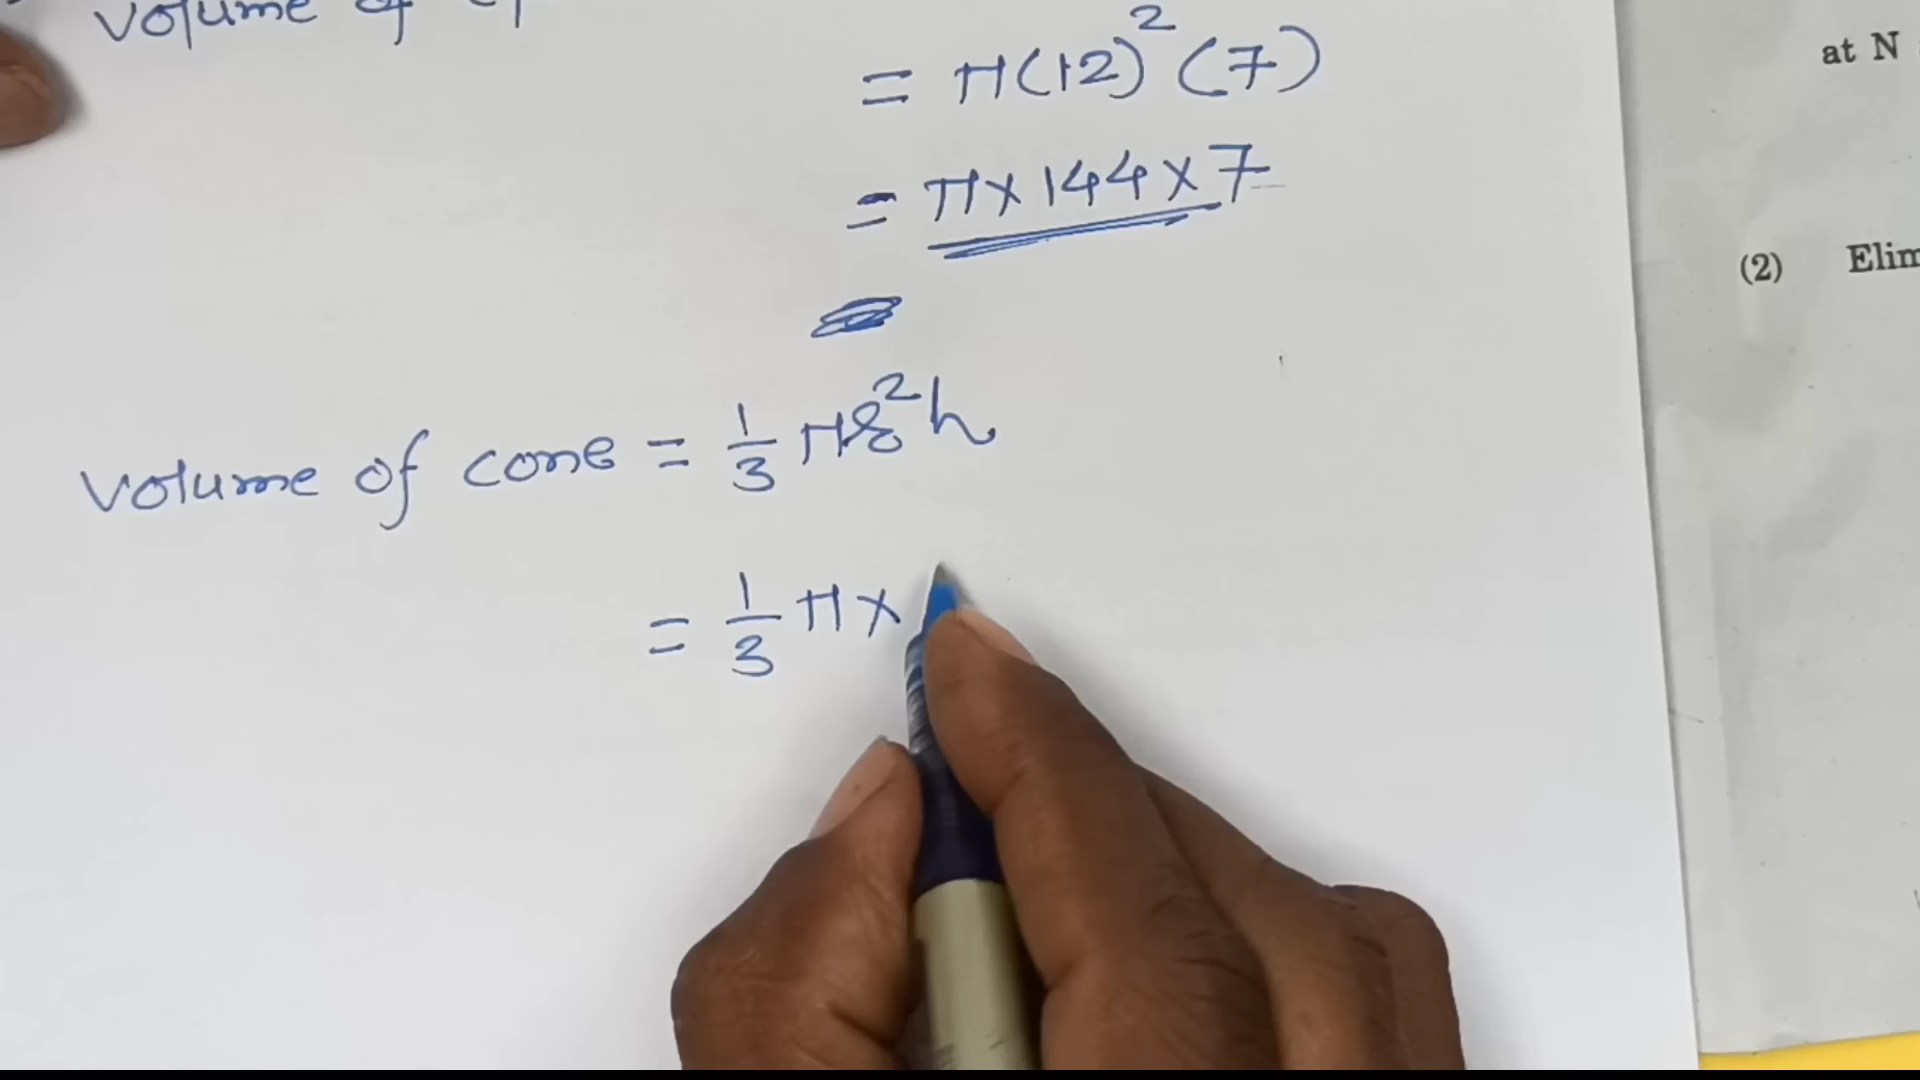 volume of
= π(12)² (7)
= π x 144 x 7
volume of cone = 1/3 πr²h
= 1/3 π x
at N
(2) Elim